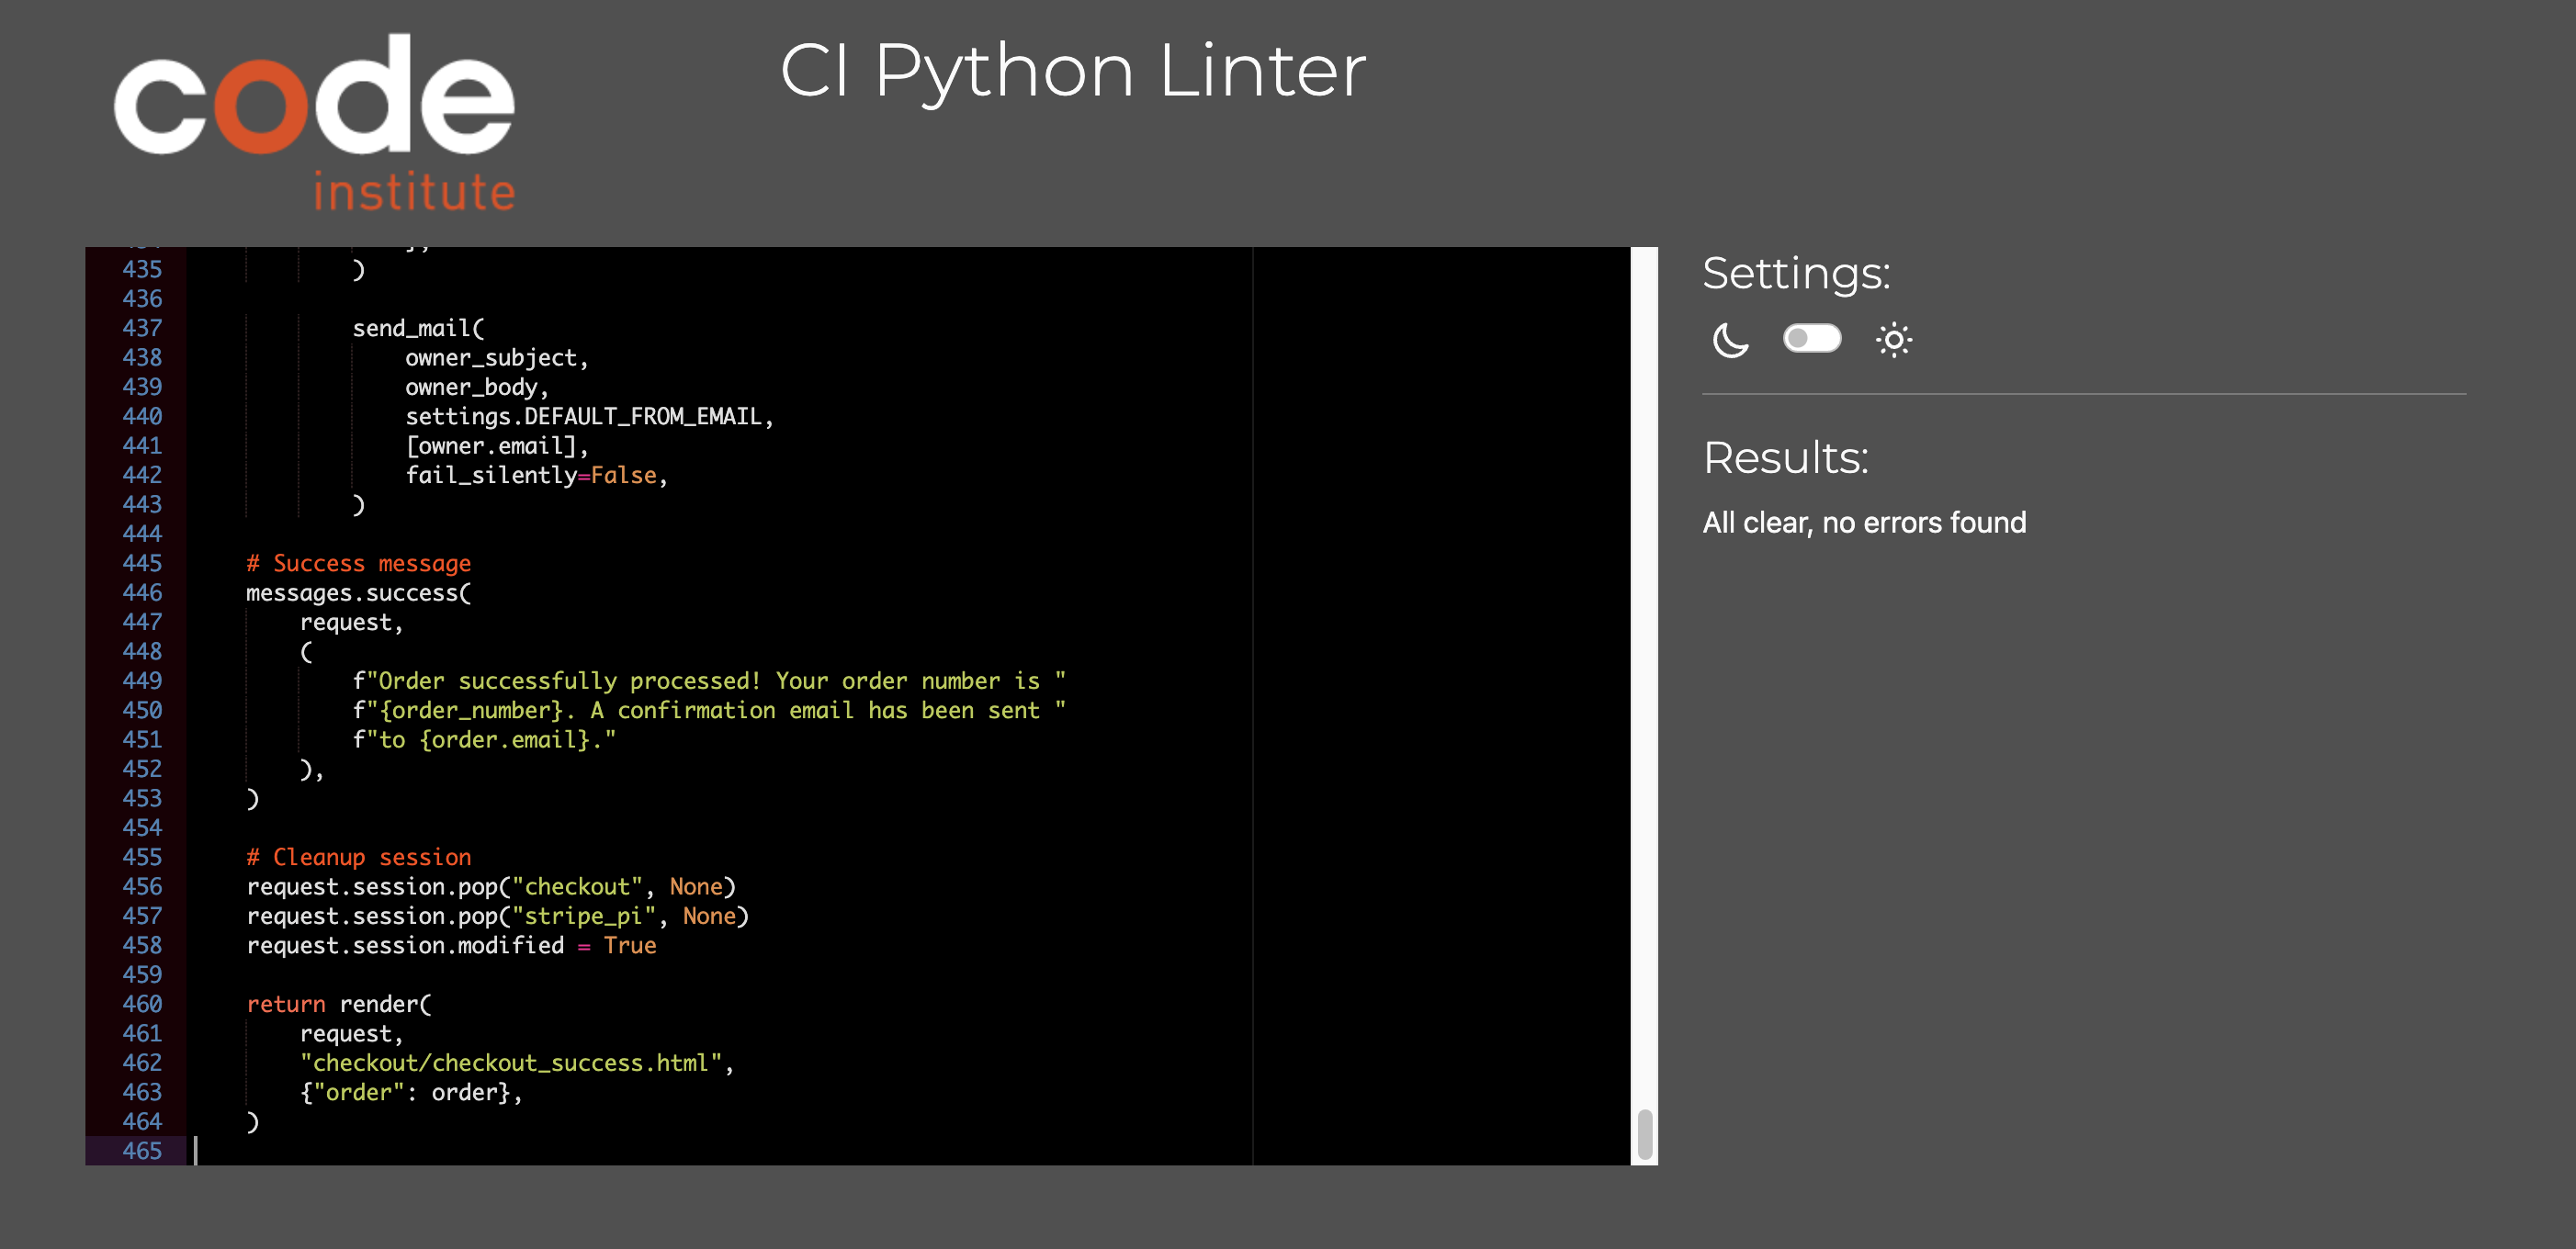 code
institute
CI Python Linter
435 )
436
437 send_mail(
438 owner_subject,
439 owner_body,
440 settings.DEFAULT_FROM_EMAIL,
441 [owner.email],
442 fail_silently=False,
443 )
444
445 # Success message
446 messages.success(
447 request,
448 (
449 f"Order successfully processed! Your order number is "
450 f"{order_number}. A confirmation email has been sent "
451 f"to {order.email}."
452 ),
453 )
454
455 # Cleanup session
456 request.session.pop("checkout", None)
457 request.session.pop("stripe_pi", None)
458 request.session.modified = True
459
460 return render(
461 request,
462 "checkout/checkout_success.html",
463 {"order": order},
464 )
465
Settings:
Results:
All clear, no errors found